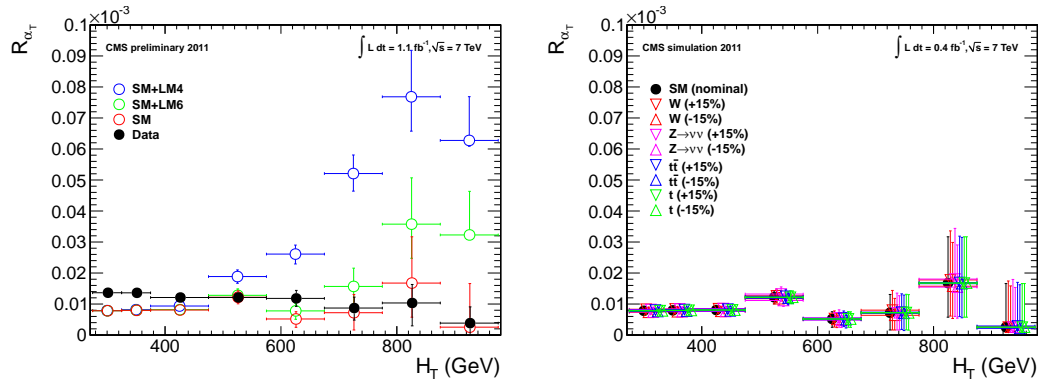 ×10⁻³
R_{α_T}
0.1
0.09
0.08
0.07
0.06
0.05
0.04
0.03
0.02
0.01
0
CMS preliminary 2011
∫ L dt = 1.1 fb⁻¹, √s = 7 TeV
SM+LM4
SM+LM6
SM
Data
400 600 800
H_T (GeV)
×10⁻³
R_{α_T}
0.1
0.09
0.08
0.07
0.06
0.05
0.04
0.03
0.02
0.01
0
CMS simulation 2011
∫ L dt = 0.4 fb⁻¹, √s = 7 TeV
SM (nominal)
W (+15%)
W (-15%)
Z→νν (+15%)
Z→νν (-15%)
tt̄ (+15%)
tt̄ (-15%)
t (+15%)
t (-15%)
400 600 800
H_T (GeV)